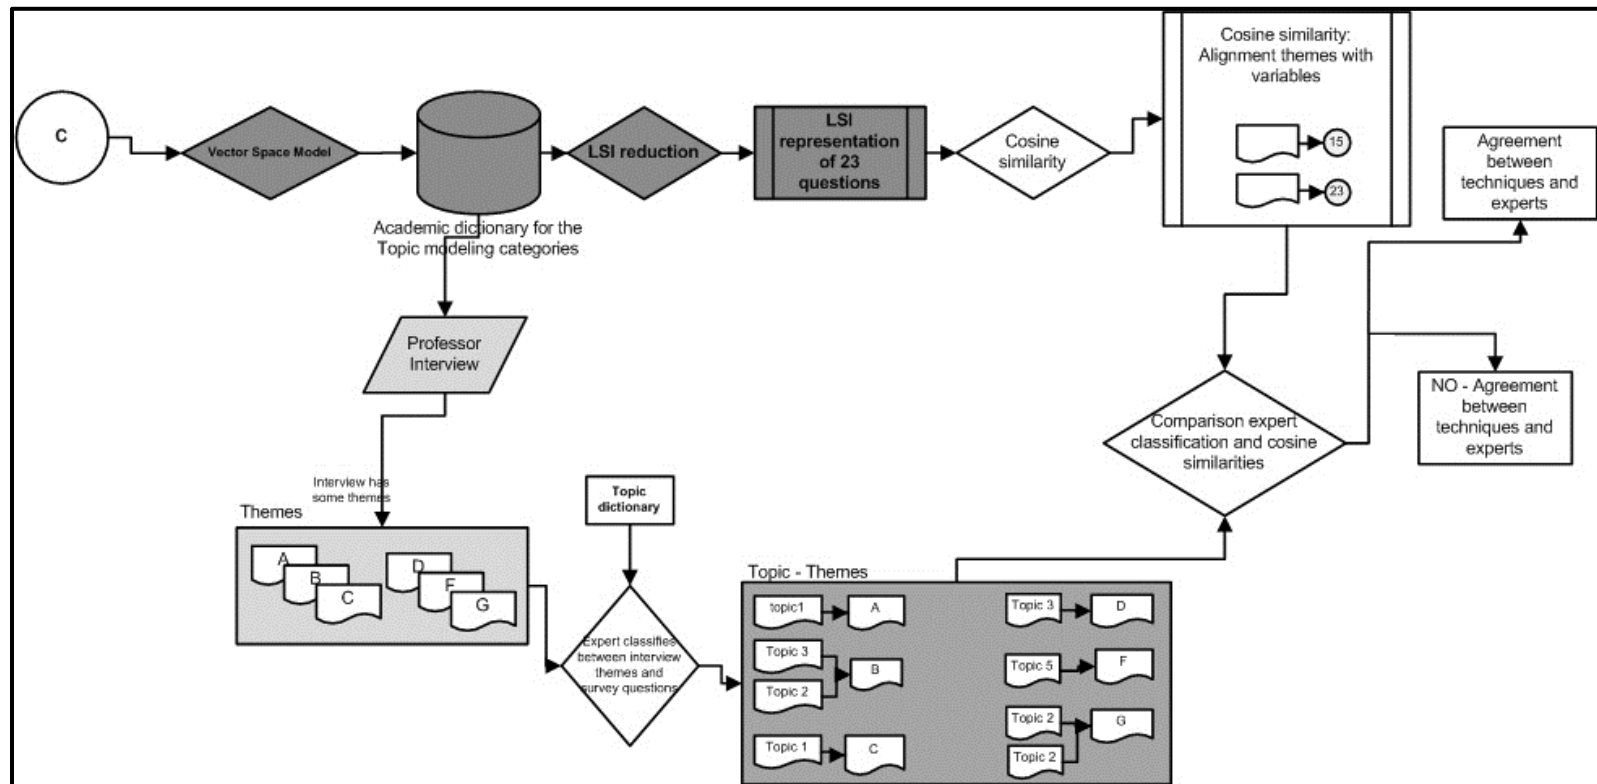 C
Vector Space Model
Academic dictionary for the
Topic modeling categories
LSI reduction
LSI
representation
of 23
questions
Cosine
similarity
Cosine similarity:
Alignment themes with
variables
15
23
Agreement
between
techniques and
experts
NO - Agreement
between
techniques and
experts
Comparison expert
classification and cosine
similarities
Professor
Interview
Interview has
some themes
Themes
A
B
C
D
F
G
Topic
dictionary
Expert classifies
between interview
themes and
survey questions
Topic - Themes
topic1
A
Topic 3
Topic 2
B
Topic 1
C
Topic 3
D
Topic 5
F
Topic 2
Topic 2
G